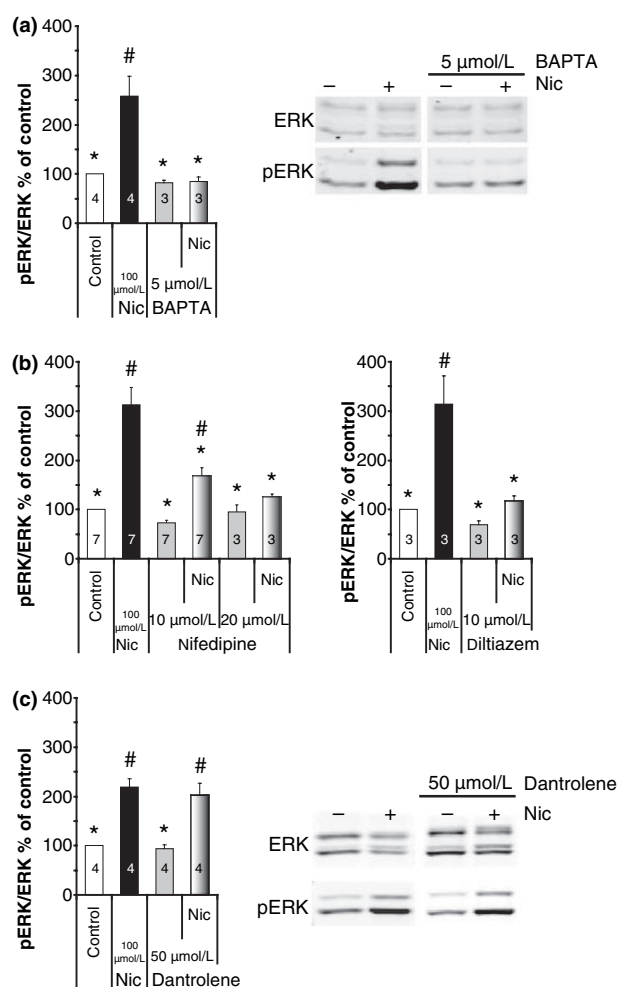 (a)
400
300
200
100
0
pERK/ERK % of control
#
*
*
*
4
4
3
3
Control
100
µmol/L
Nic
Nic
5 µmol/L
BAPTA
5 µmol/L BAPTA
– + – + Nic
ERK
pERK
(b)
400
300
200
100
0
pERK/ERK % of control
#
#
*
*
*
*
*
7
7
7
7
3
3
Control
100
µmol/L
Nic
Nic
Nic
10 µmol/L
20 µmol/L
Nifedipine
400
300
200
100
0
pERK/ERK % of control
#
*
*
*
3
3
3
3
Control
100
µmol/L
Nic
Nic
10 µmol/L
Diltiazem
(c)
400
300
200
100
0
pERK/ERK % of control
#
#
*
*
4
4
4
4
Control
100
µmol/L
Nic
Nic
50 µmol/L
Dantrolene
50 µmol/L Dantrolene
– + – + Nic
ERK
pERK